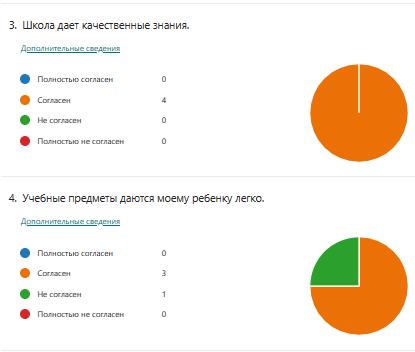 3. Школа дает качественные знания.
Дополнительные сведения
Полностью согласен 0
Согласен 4
Не согласен 0
Полностью не согласен 0
4. Учебные предметы даются моему ребенку легко.
Дополнительные сведения
Полностью согласен 0
Согласен 3
Не согласен 1
Полностью не согласен 0